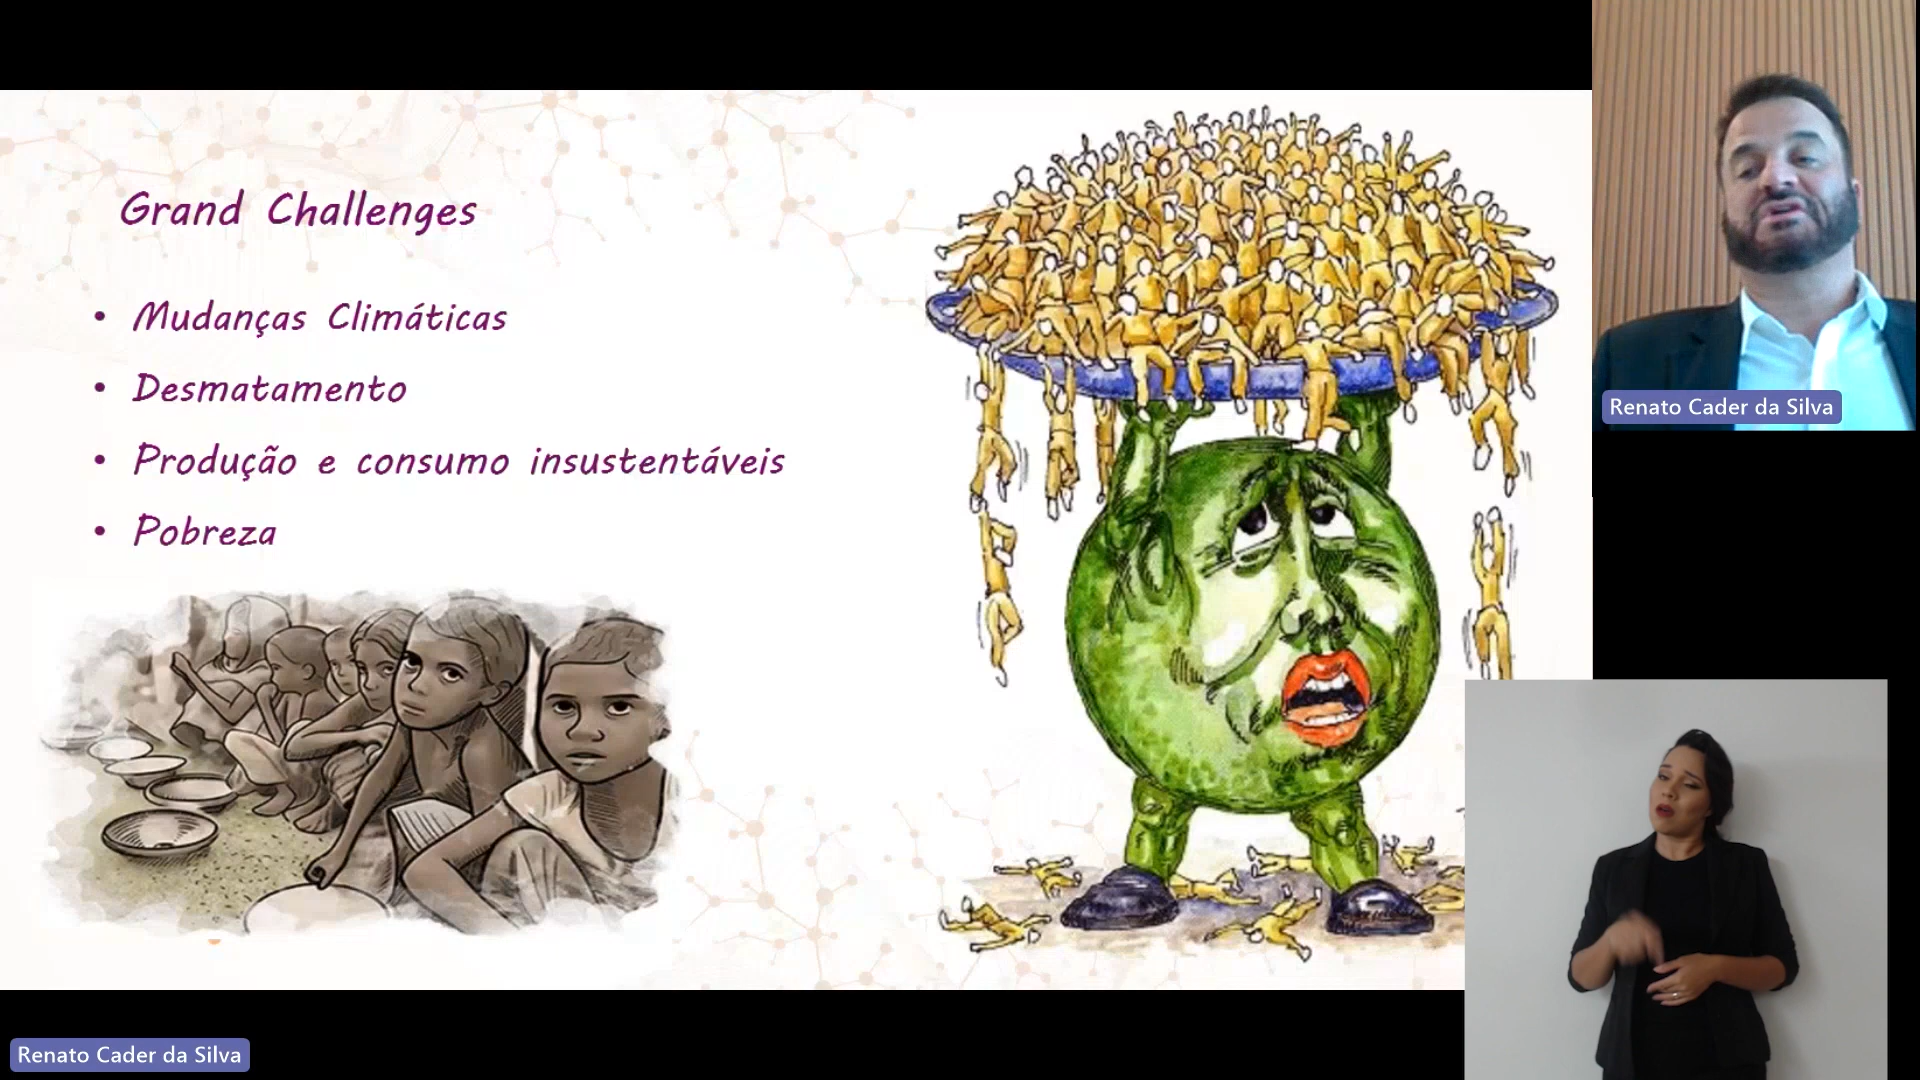 Grand Challenges
• Mudanças Climáticas
• Desmatamento
• Produção e consumo insustentáveis
• Pobreza
Renato Cader da Silva
Renato Cader da Silva